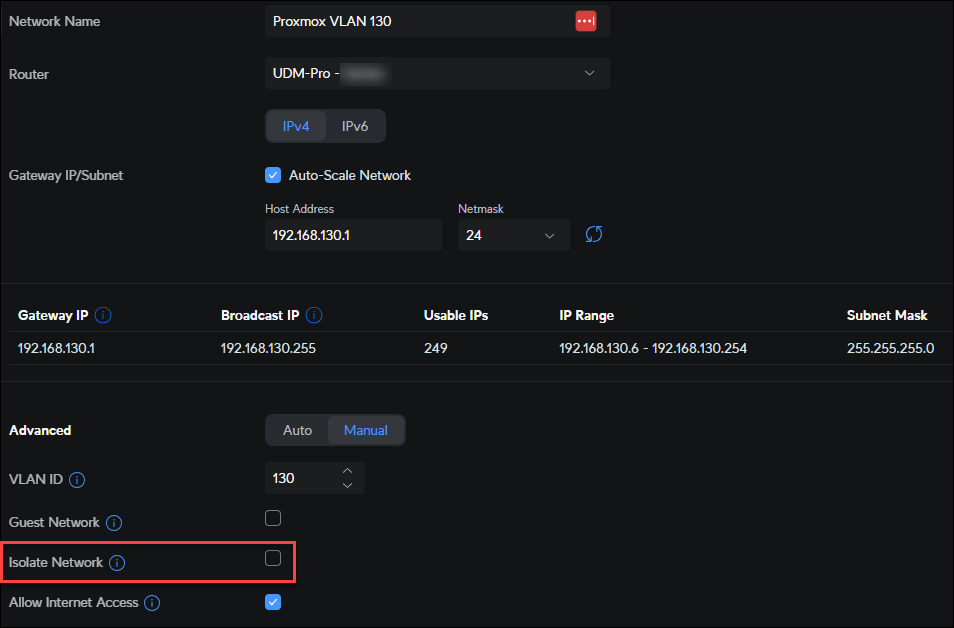 Network Name Proxmox VLAN 130
Router UDM-Pro -
IPv4 IPv6
Gateway IP/Subnet Auto-Scale Network
Host Address Netmask
192.168.130.1 24
Gateway IP Broadcast IP Usable IPs IP Range Subnet Mask
192.168.130.1 192.168.130.255 249 192.168.130.6 - 192.168.130.254 255.255.255.0
Advanced Auto Manual
VLAN ID 130
Guest Network
Isolate Network
Allow Internet Access